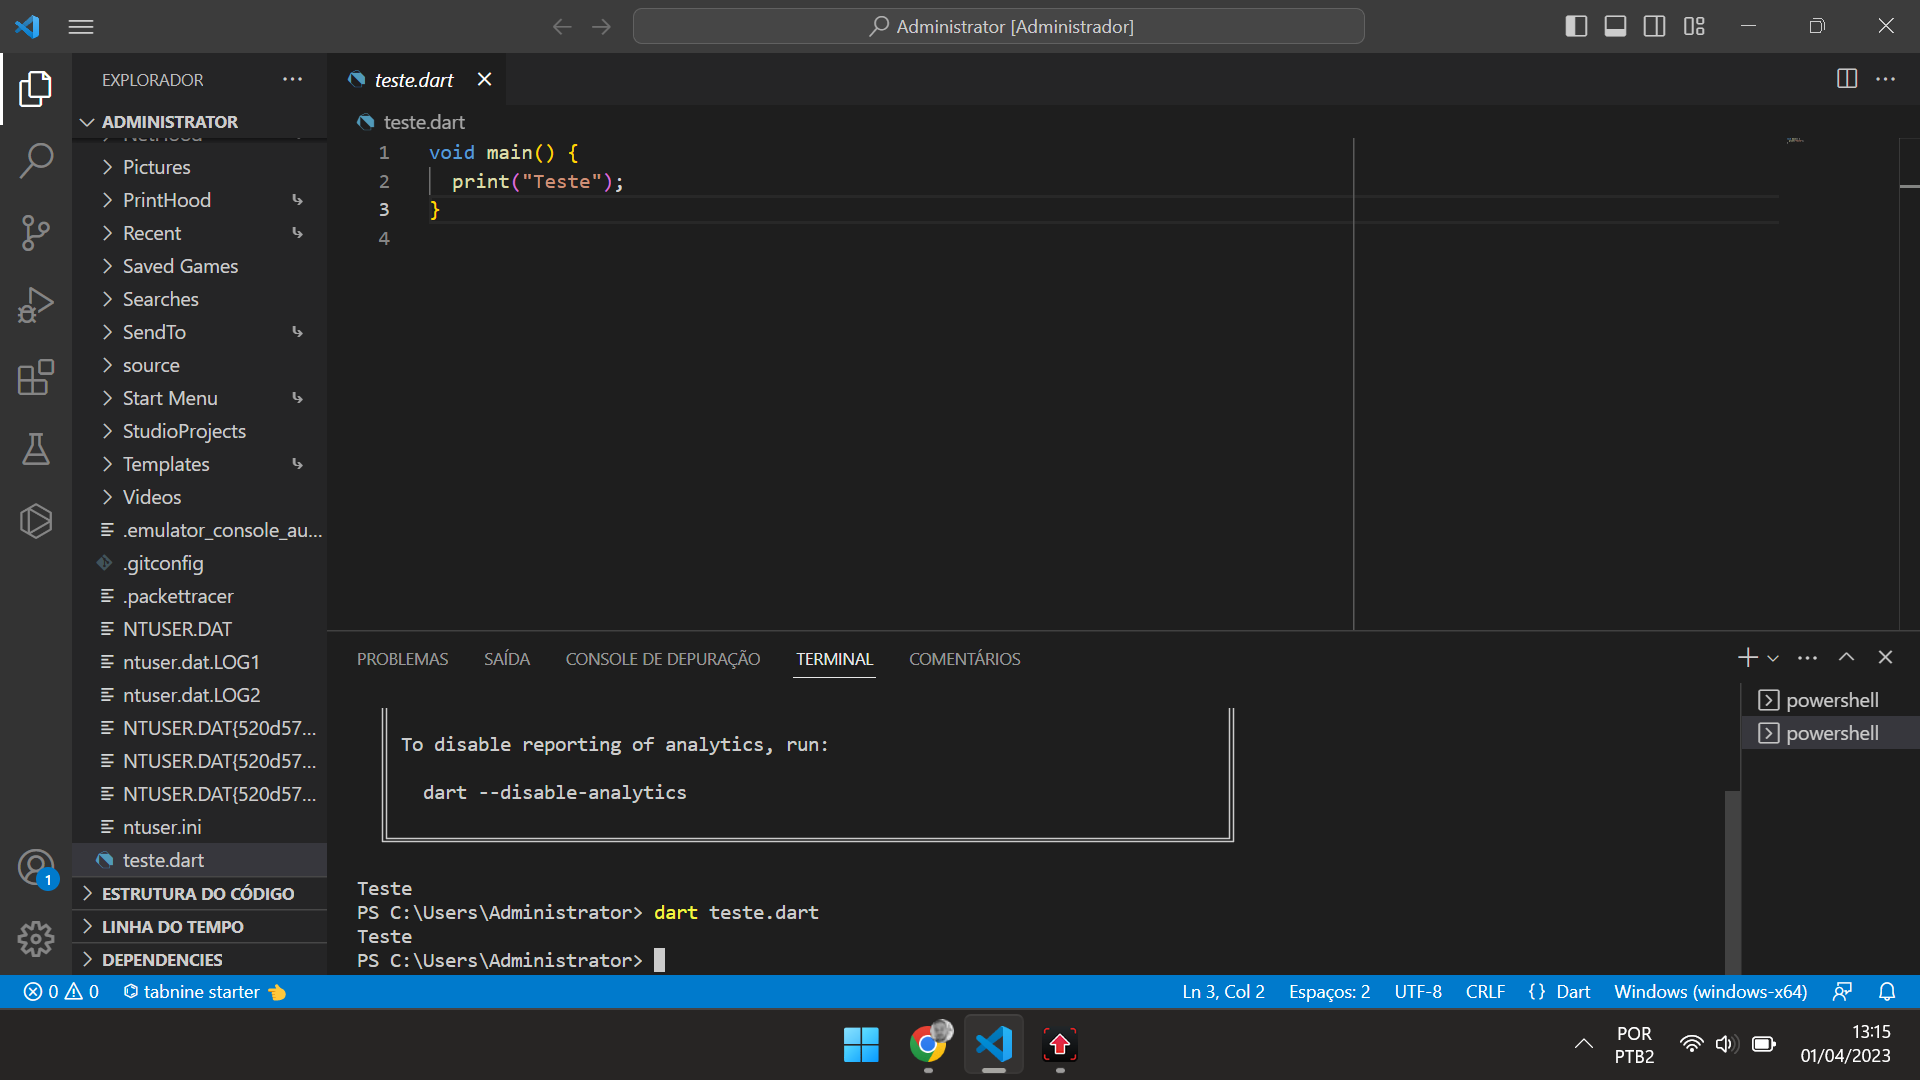 Administrator [Administrador]
EXPLORADOR
ADMINISTRATOR
NetHood
Pictures
PrintHood
Recent
Saved Games
Searches
SendTo
source
Start Menu
StudioProjects
Templates
Videos
.emulator_console_au...
.gitconfig
.packettracer
NTUSER.DAT
ntuser.dat.LOG1
ntuser.dat.LOG2
NTUSER.DAT{520d57...
NTUSER.DAT{520d57...
NTUSER.DAT{520d57...
ntuser.ini
teste.dart
ESTRUTURA DO CÓDIGO
LINHA DO TEMPO
DEPENDENCIES
1
teste.dart
teste.dart
1 void main() {
2 print("Teste");
3 }
4
PROBLEMAS SAÍDA CONSOLE DE DEPURAÇÃO TERMINAL COMENTÁRIOS
To disable reporting of analytics, run:
dart --disable-analytics
Teste
PS C:\Users\Administrator> dart teste.dart
Teste
PS C:\Users\Administrator>
powershell
powershell
0 0 tabnine starter
Ln 3, Col 2 Espaços: 2 UTF-8 CRLF {} Dart Windows (windows-x64)
POR
PTB2
13:15
01/04/2023